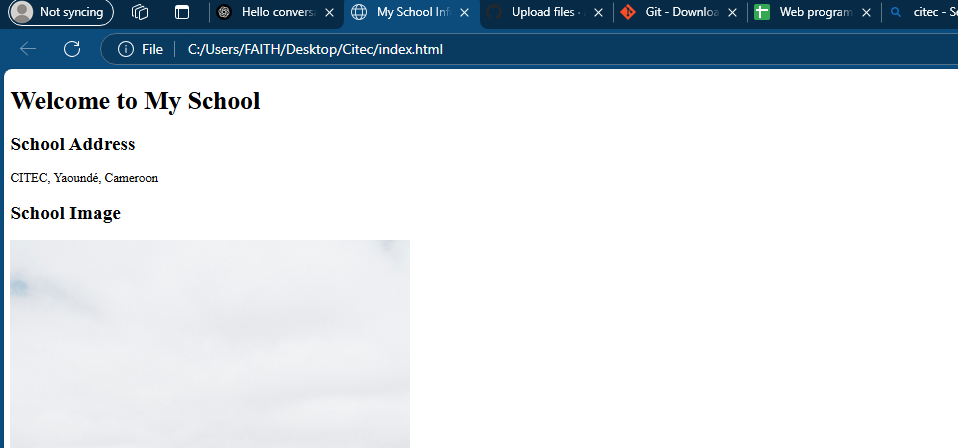 Not syncing
Hello convers
My School Inf
Upload files ·
Git - Downloa
Web program
citec - Se
File
C:/Users/FAITH/Desktop/Citec/index.html
Welcome to My School
School Address
CITEC, Yaoundé, Cameroon
School Image